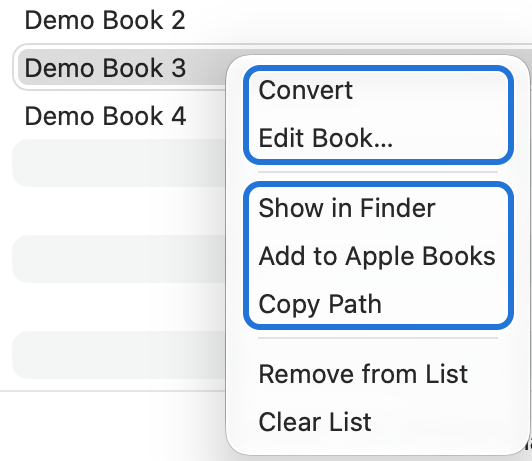 Demo Book 2
Demo Book 3
Demo Book 4
Convert
Edit Book...
Show in Finder
Add to Apple Books
Copy Path
Remove from List
Clear List